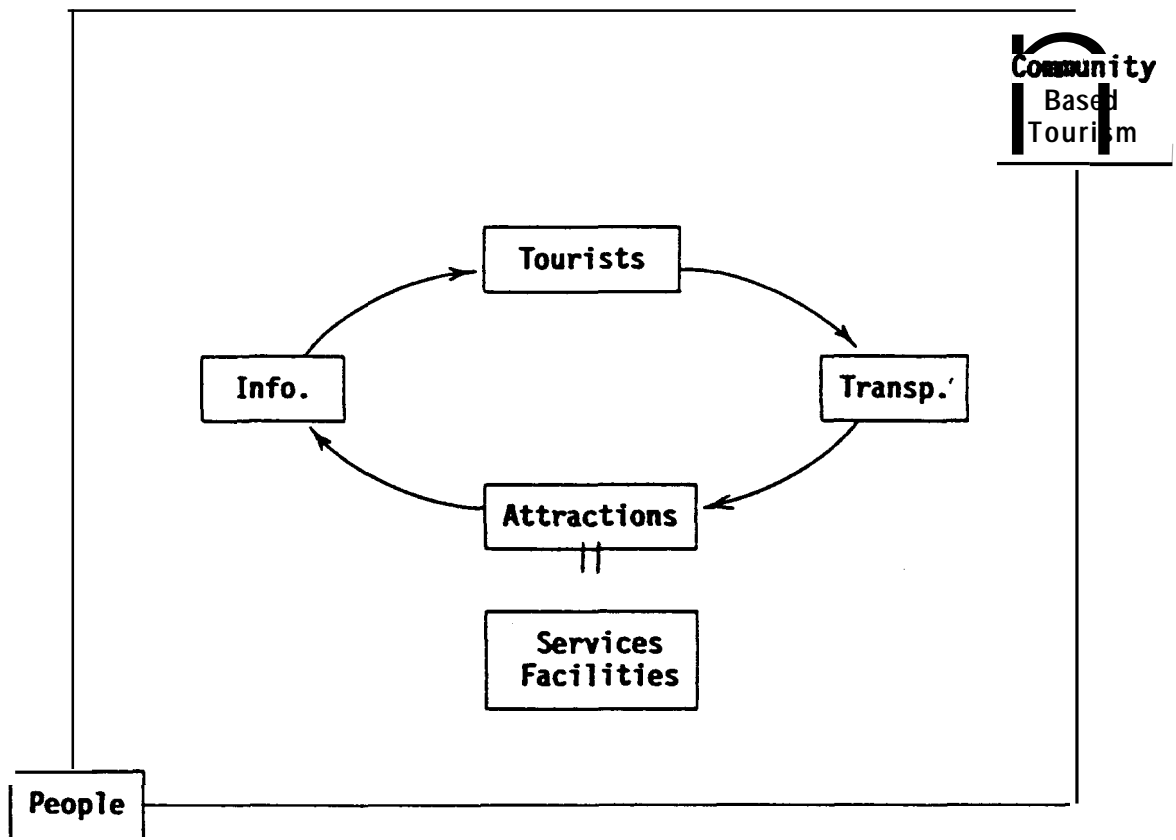 Community
Based
Tourism
Tourists
Info.
Transp.
Attractions
Services
Facilities
People